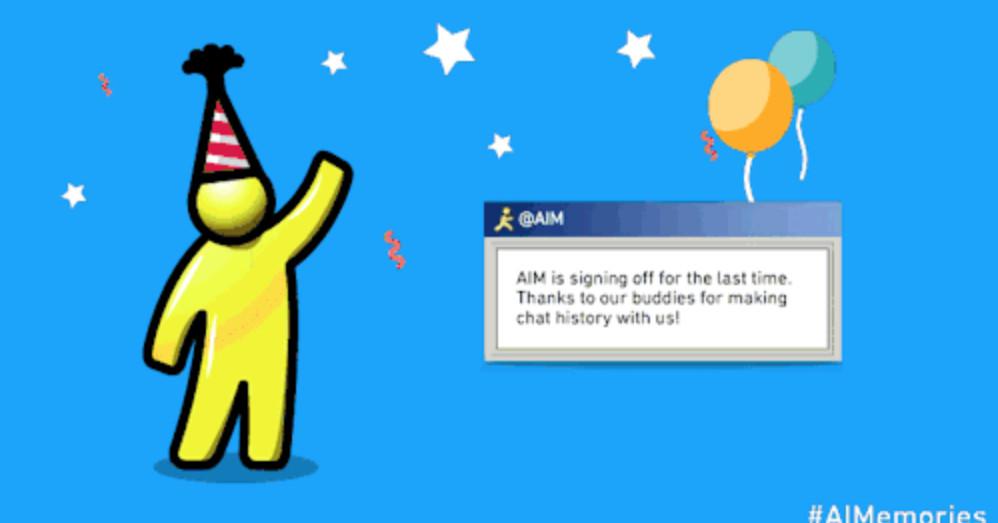 @AIM
AIM is signing off for the last time.
Thanks to our buddies for making
chat history with us!
#AIMemories